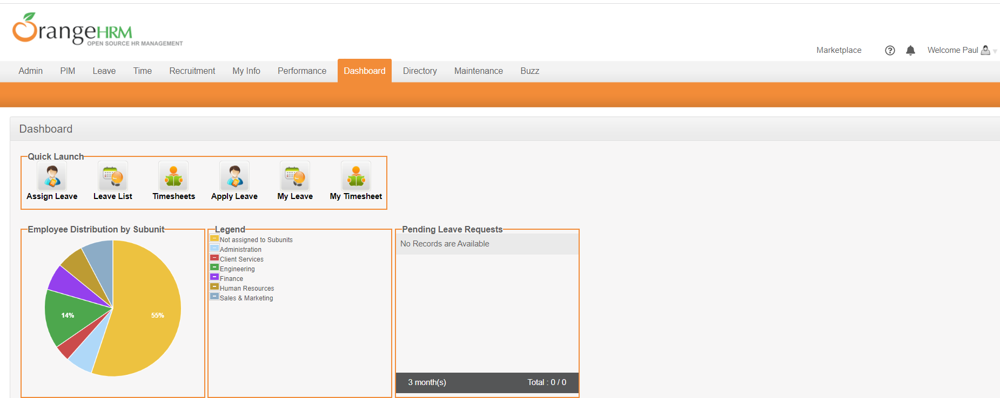 OrangeHRM
OPEN SOURCE HR MANAGEMENT
Marketplace
Welcome Paul
Admin PIM Leave Time Recruitment My Info Performance Dashboard Directory Maintenance Buzz
Dashboard
Quick Launch
Assign Leave Leave List Timesheets Apply Leave My Leave My Timesheet
Employee Distribution by Subunit
14%
55%
Legend
Not assigned to Subunits
Administration
Client Services
Engineering
Finance
Human Resources
Sales & Marketing
Pending Leave Requests
No Records are Available
3 month(s) Total : 0 / 0